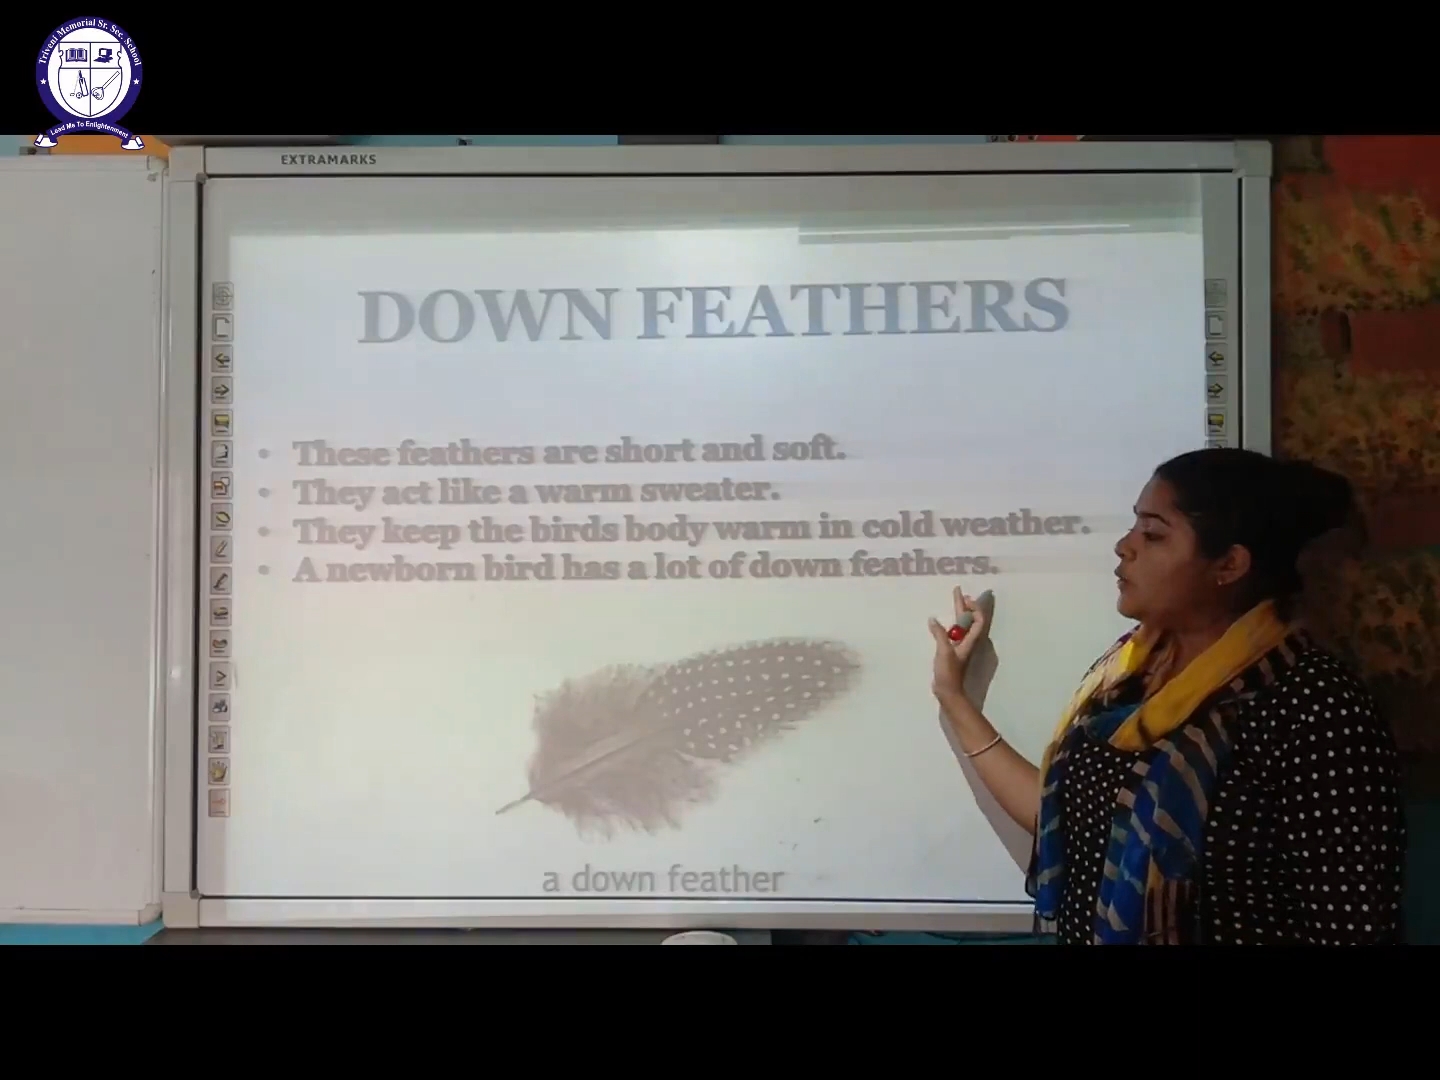 Triveni Memorial Sr. Sec. School
Lead Me To Enlightenment
EXTRAMARKS
DOWN FEATHERS
• These feathers are short and soft.
• They act like a warm sweater.
• They keep the birds body warm in cold weather.
• A newborn bird has a lot of down feathers.
a down feather